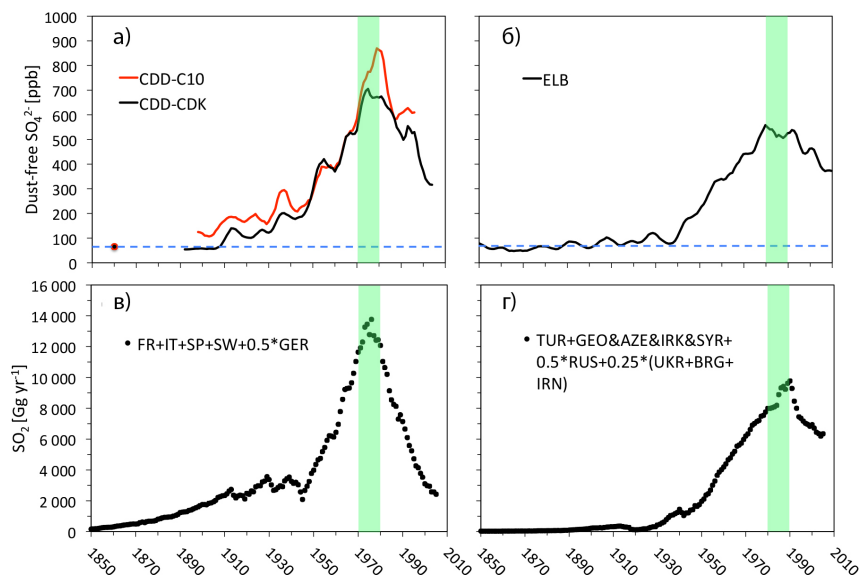 1000
900
800
700
600
500
400
300
200
100
0
Dust-free SO₄²⁻ [ppb]
а)
CDD-C10
CDD-CDK
б)
ELB
16 000
14 000
12 000
10 000
8 000
6 000
4 000
2 000
0
SO₂ [Gg yr⁻¹]
в)
FR+IT+SP+SW+0.5*GER
г)
TUR+GEO&AZE&IRK&SYR+
0.5*RUS+0.25*(UKR+BRG+
IRN)
1850
1870
1890
1910
1930
1950
1970
1990
2010
1850
1870
1890
1910
1930
1950
1970
1990
2010